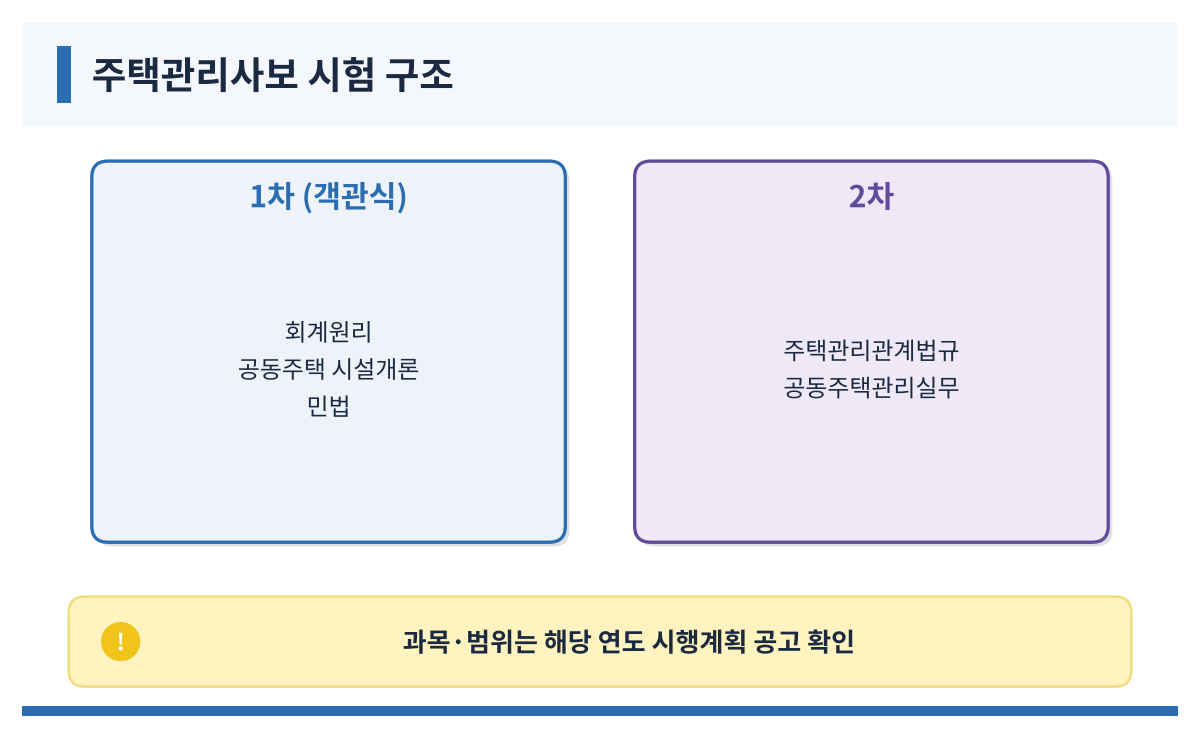 주택관리사보 시험 구조
1차 (객관식)
회계원리
공동주택 시설개론
민법
2차
주택관리관계법규
공동주택관리실무
!
과목·범위는 해당 연도 시행계획 공고 확인